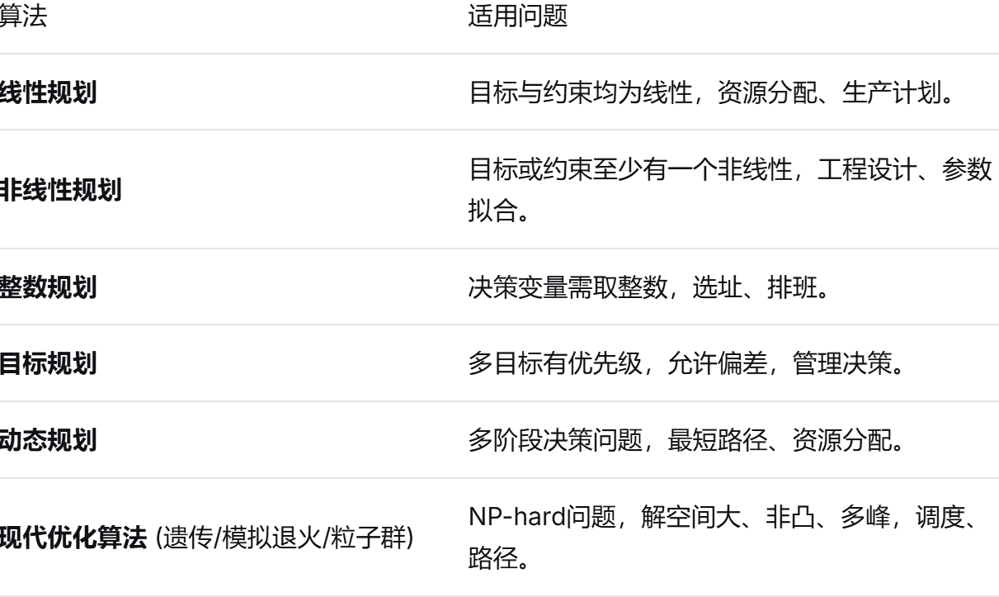 算法 适用问题
线性规划 目标与约束均为线性，资源分配、生产计划。
非线性规划 目标或约束至少有一个非线性，工程设计、参数
拟合。
整数规划 决策变量需取整数，选址、排班。
目标规划 多目标有优先级，允许偏差，管理决策。
动态规划 多阶段决策问题，最短路径、资源分配。
现代优化算法 (遗传/模拟退火/粒子群) NP-hard问题，解空间大、非凸、多峰，调度、
路径。